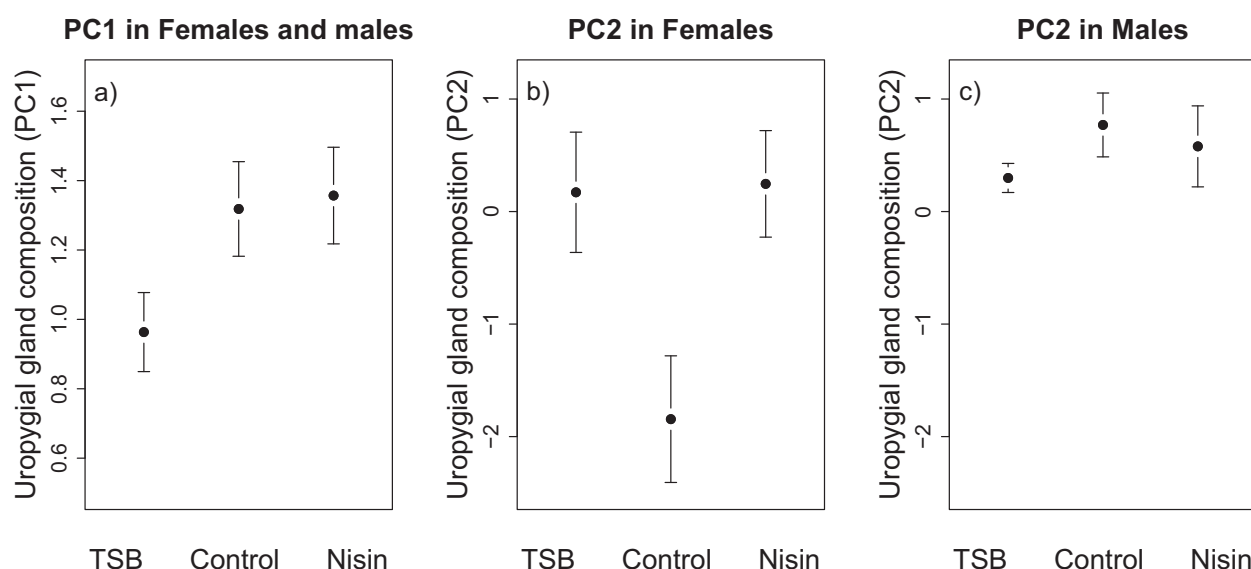 PC1 in Females and males
PC2 in Females
PC2 in Males
a)
b)
c)
Uropygial gland composition (PC1)
0.6 0.8 1.0 1.2 1.4 1.6
Uropygial gland composition (PC2)
−2 −1 0 1
Uropygial gland composition (PC2)
−2 −1 0 1
TSB Control Nisin
TSB Control Nisin
TSB Control Nisin